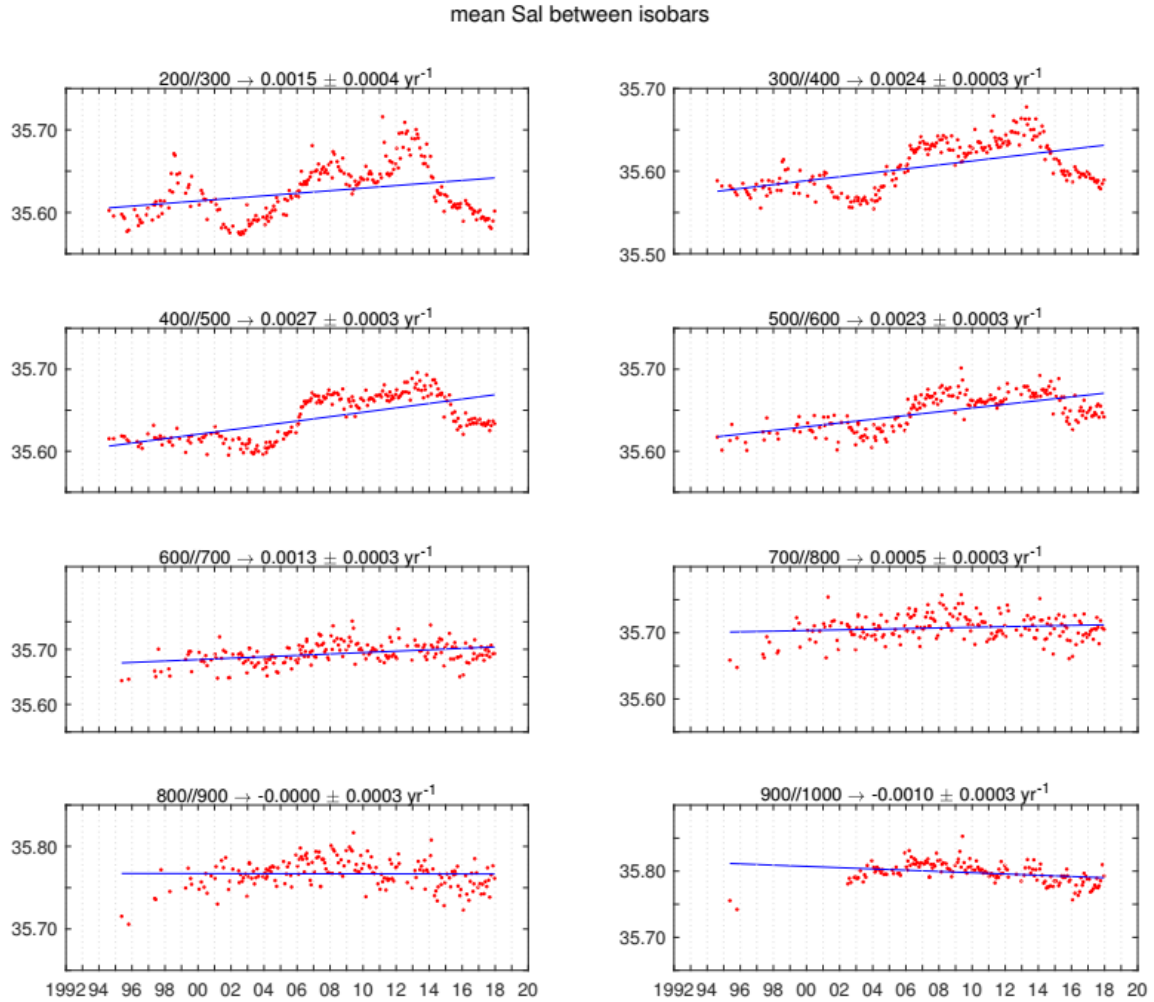 mean Sal between isobars
200//300 → 0.0015 ± 0.0004 yr⁻¹
35.70
35.60
300//400 → 0.0024 ± 0.0003 yr⁻¹
35.70
35.60
35.50
400//500 → 0.0027 ± 0.0003 yr⁻¹
35.70
35.60
500//600 → 0.0023 ± 0.0003 yr⁻¹
35.70
35.60
600//700 → 0.0013 ± 0.0003 yr⁻¹
35.70
35.60
700//800 → 0.0005 ± 0.0003 yr⁻¹
35.70
35.60
800//900 → -0.0000 ± 0.0003 yr⁻¹
35.80
35.70
1992 94 96 98 00 02 04 06 08 10 12 14 16 18 20
900//1000 → -0.0010 ± 0.0003 yr⁻¹
35.80
35.70
1992 94 96 98 00 02 04 06 08 10 12 14 16 18 20